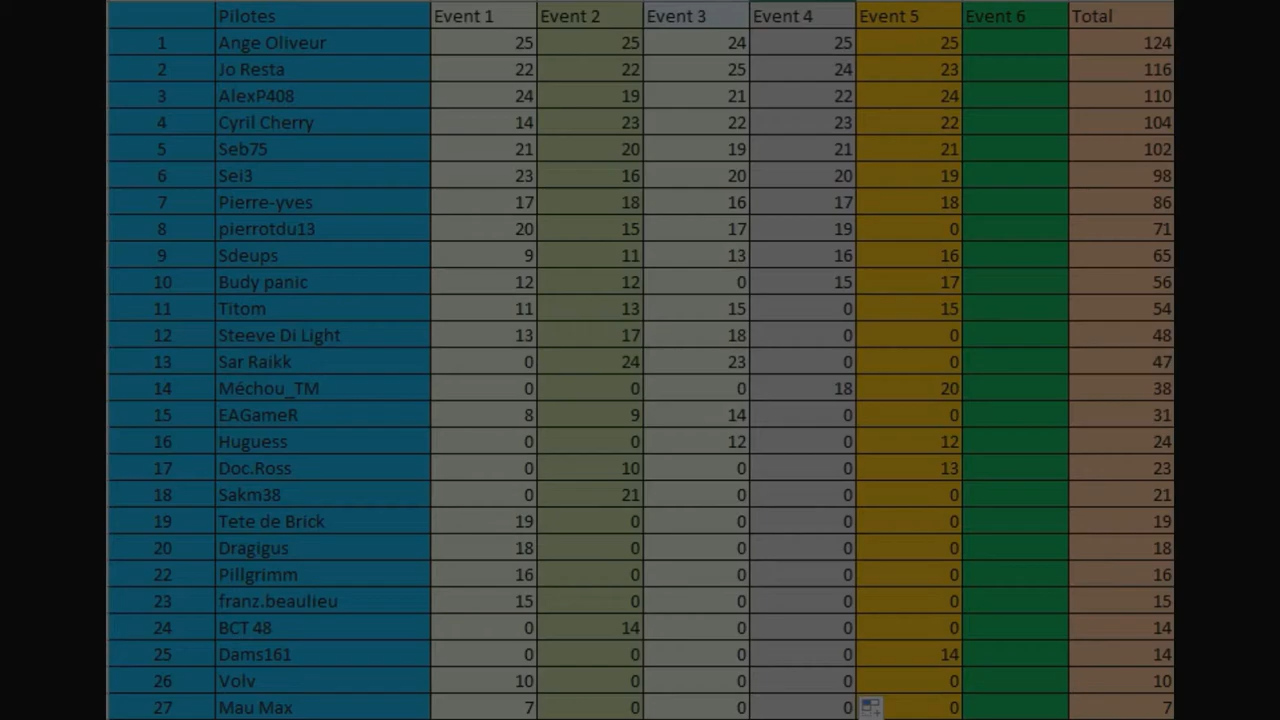 Pilotes Event 1 Event 2 Event 3 Event 4 Event 5 Event 6 Total
1 Ange Oliveur 25 25 24 25 25 124
2 Jo Resta 22 22 25 24 23 116
3 AlexP408 24 19 21 22 24 110
4 Cyril Cherry 14 23 22 23 22 104
5 Seb75 21 20 19 21 21 102
6 Sei3 23 16 20 20 19 98
7 Pierre-yves 17 18 16 17 18 86
8 pierrotdu13 20 15 17 19 0 71
9 Sdeups 9 11 13 16 16 65
10 Budy panic 12 12 0 15 17 56
11 Titom 11 13 15 0 15 54
12 Steeve Di Light 13 17 18 0 0 48
13 Sar Raikk 0 24 23 0 0 47
14 Méchou_TM 0 0 0 18 20 38
15 EAGameR 8 9 14 0 0 31
16 Huguess 0 0 12 0 12 24
17 Doc.Ross 0 10 0 0 13 23
18 Sakm38 0 21 0 0 0 21
19 Tete de Brick 19 0 0 0 0 19
20 Dragigus 18 0 0 0 0 18
22 Pillgrimm 16 0 0 0 0 16
23 franz.beaulieu 15 0 0 0 0 15
24 BCT 48 0 14 0 0 0 14
25 Dams161 0 0 0 0 14 14
26 Volv 10 0 0 0 0 10
27 Mau Max 7 0 0 0 0 7